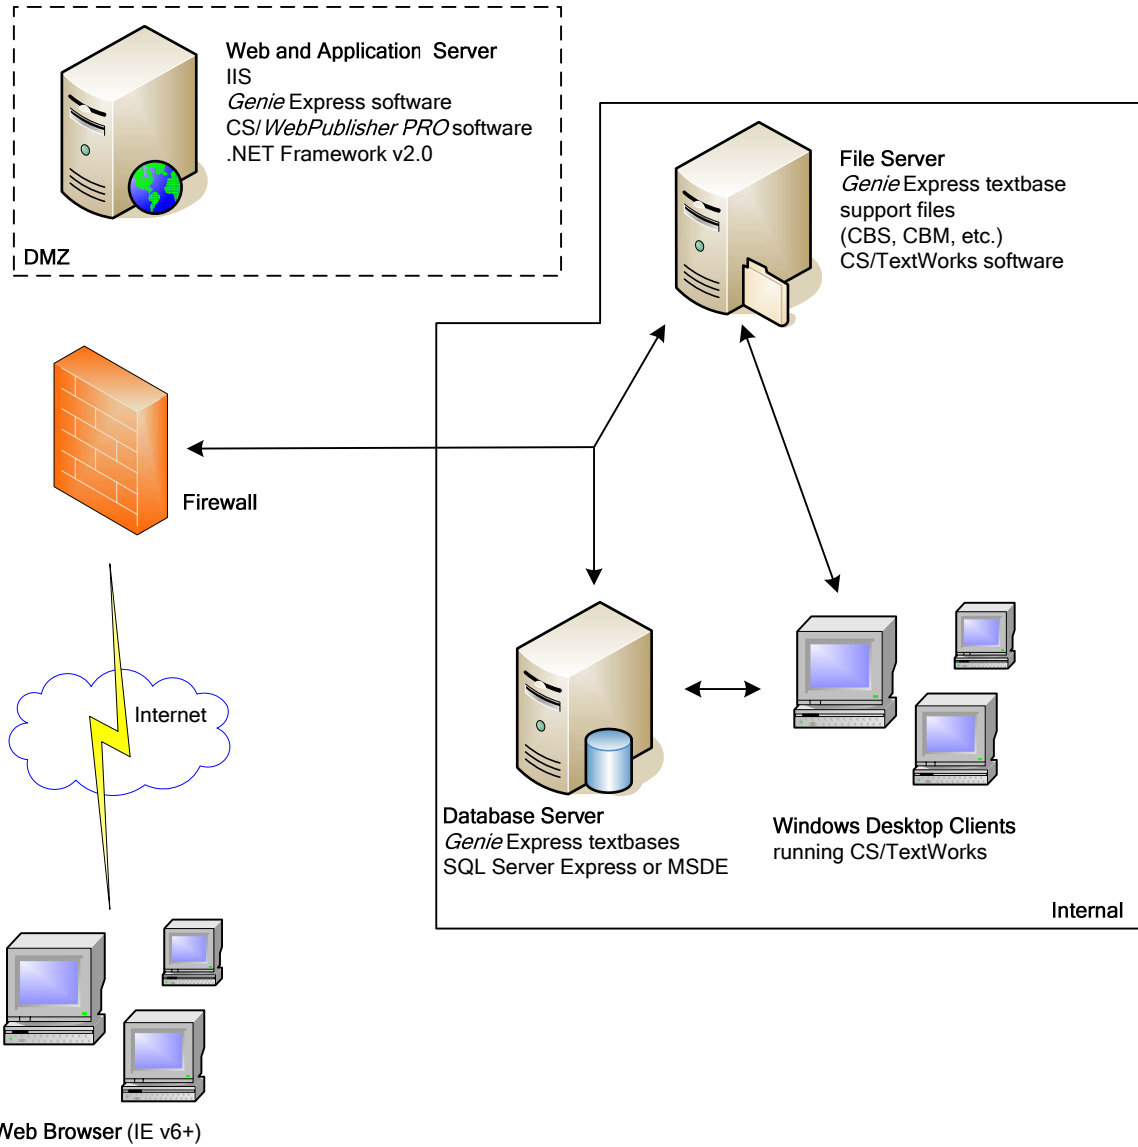 Web and Application Server
IIS
Genie Express software
CS/WebPublisher PRO software
.NET Framework v2.0
DMZ
File Server
Genie Express textbase
support files
(CBS, CBM, etc.)
CS/TextWorks software
Firewall
Internet
Database Server
Genie Express textbases
SQL Server Express or MSDE
Windows Desktop Clients
running CS/TextWorks
Internal
Web Browser (IE v6+)